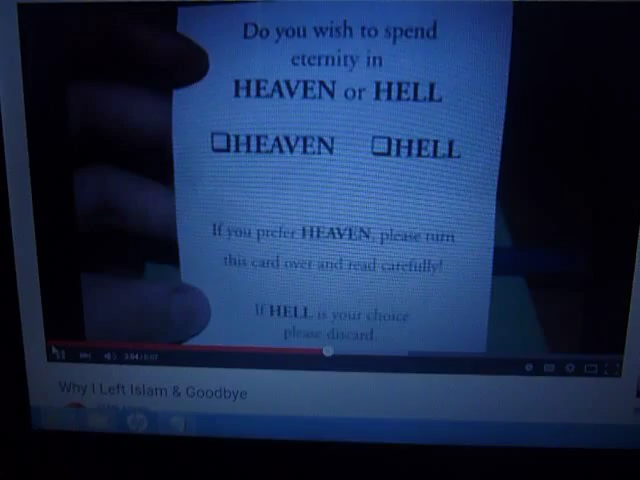 Do you wish to spend
eternity in
HEAVEN or HELL
HEAVEN HELL
If you prefer HEAVEN, please turn
this card over and read carefully!
If HELL is your choice
please discard.
Why I Left Islam & Goodbye
hp